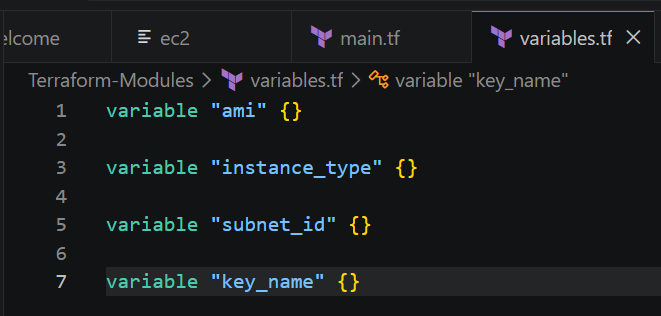 elcome ec2 main.tf variables.tf
Terraform-Modules > variables.tf > variable "key_name"
1 variable "ami" {}
2
3 variable "instance_type" {}
4
5 variable "subnet_id" {}
6
7 variable "key_name" {}